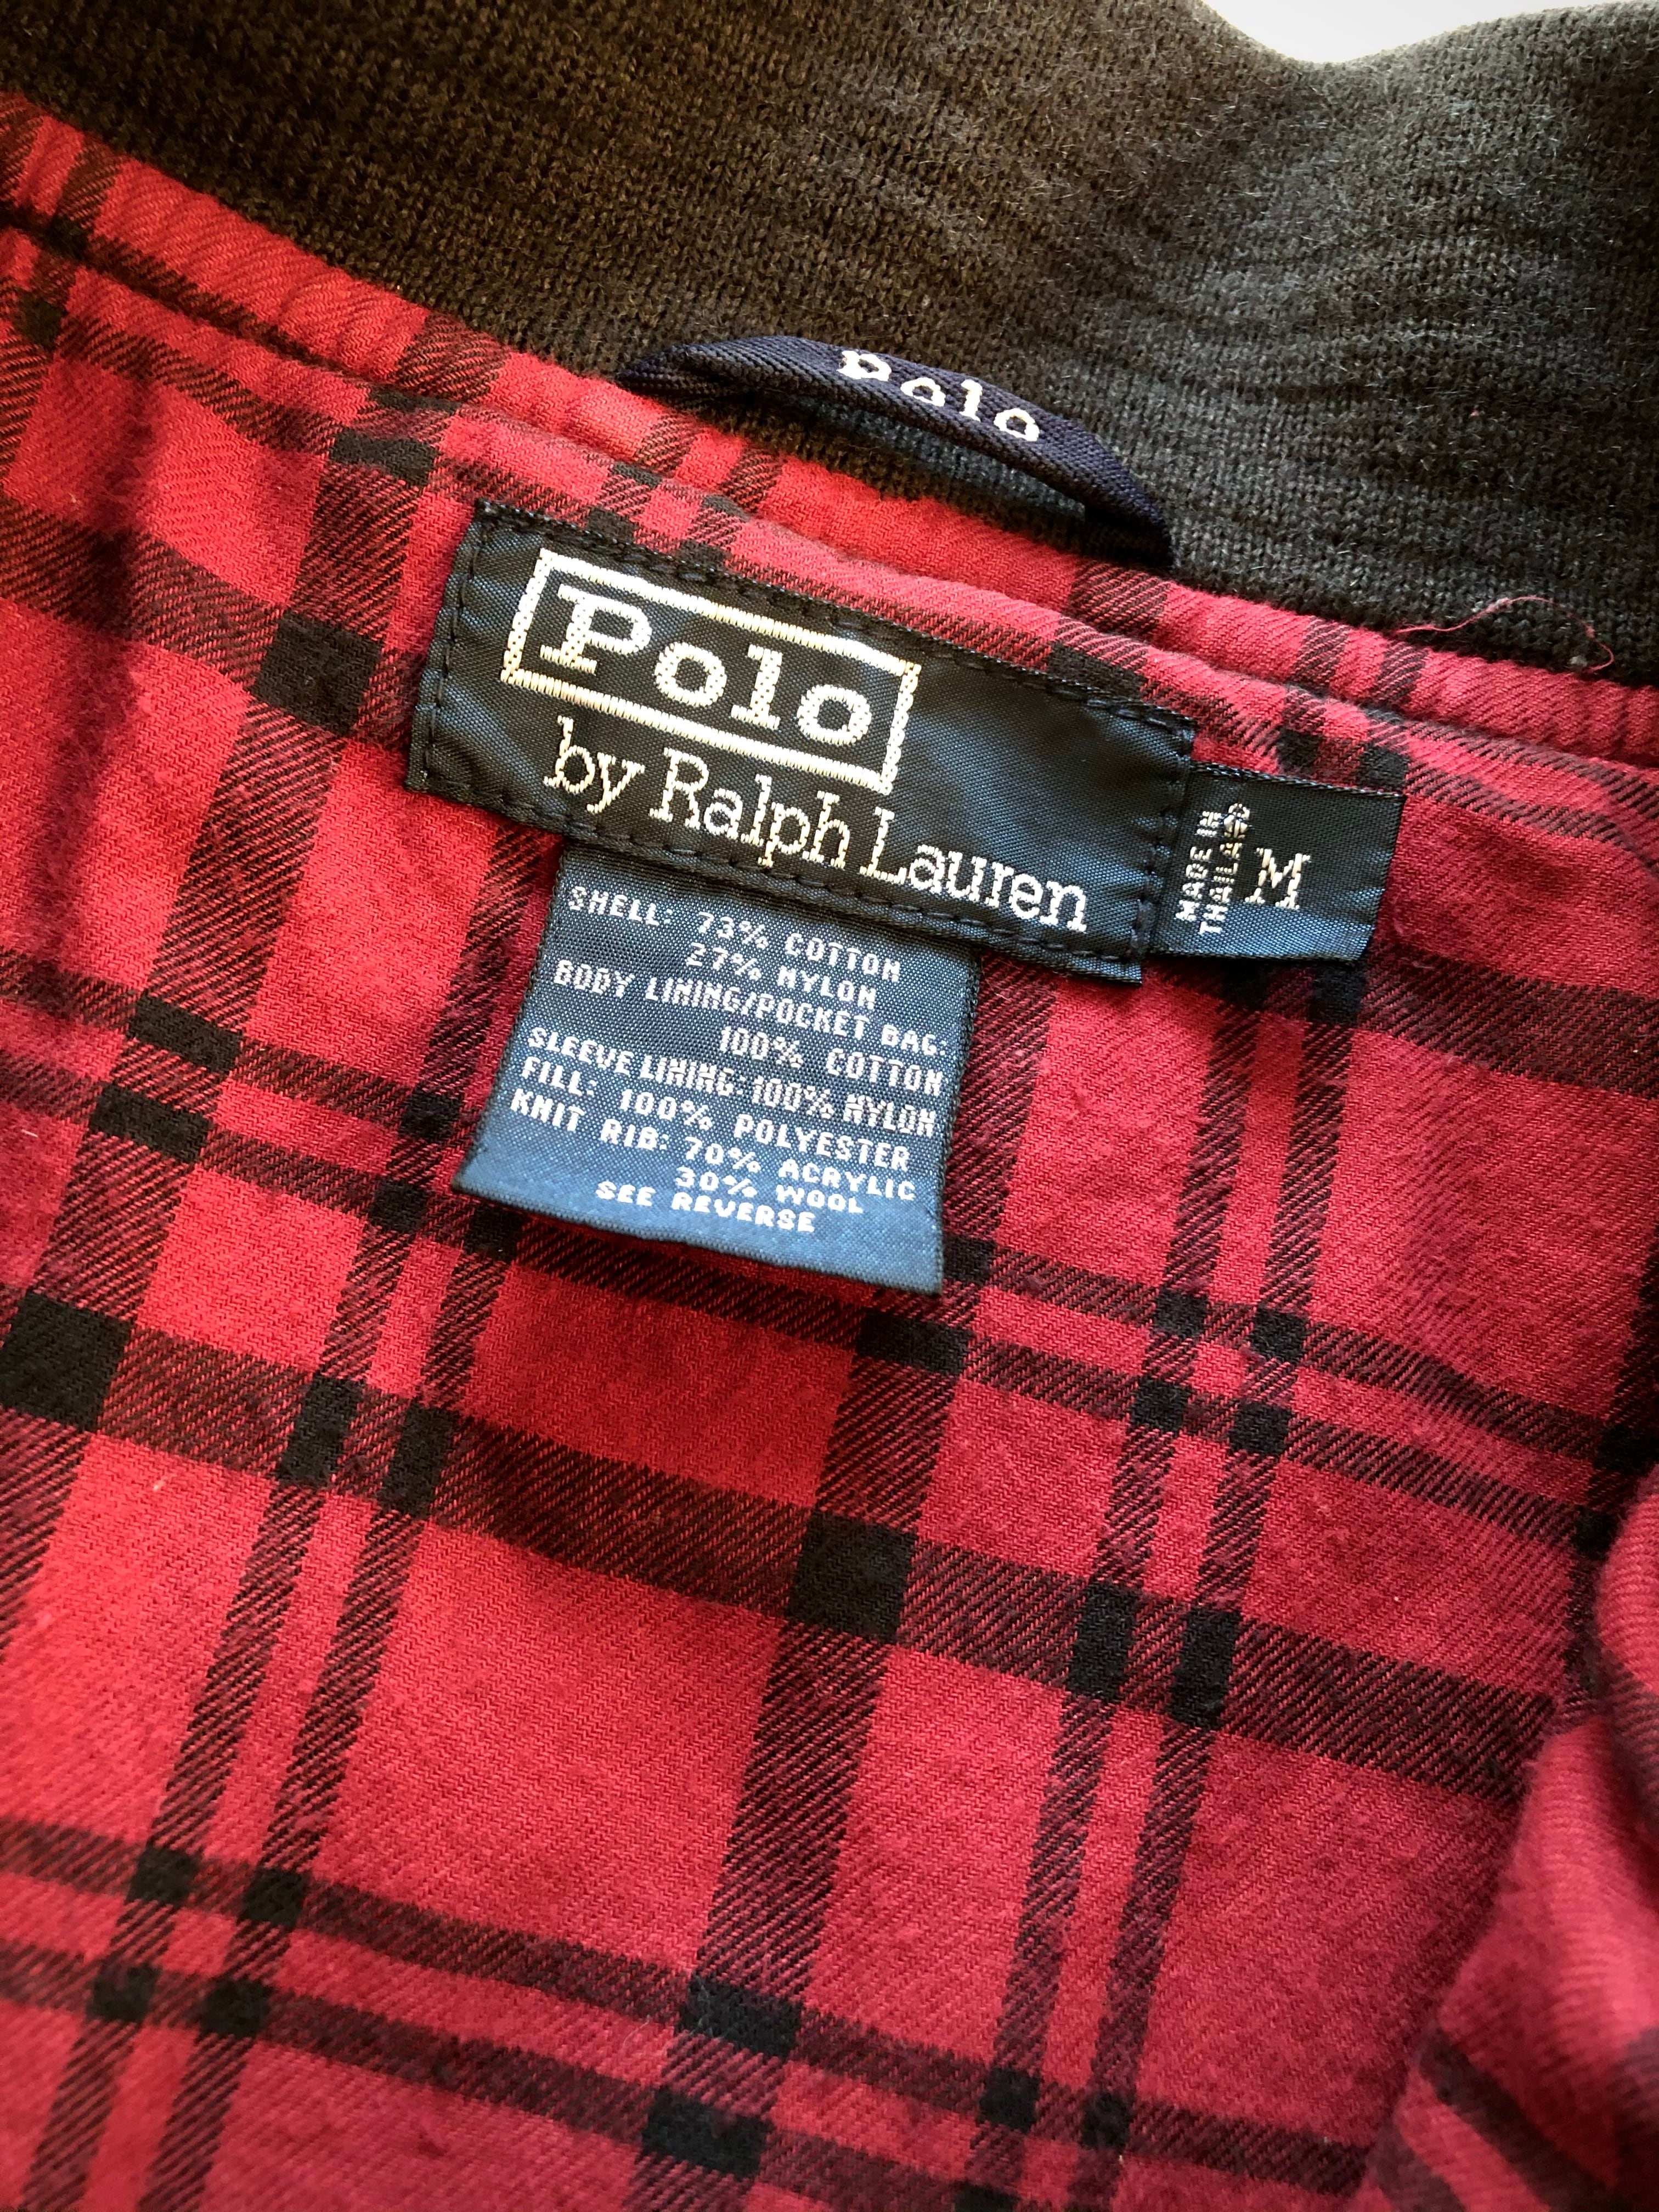 Polo
Polo
by Ralph Lauren
MADE IN
THAILAND
M
SHELL: 73% COTTON
27% NYLON
BODY LINING/POCKET BAG:
100% COTTON
SLEEVE LINING: 100% NYLON
FILL: 100% POLYESTER
KNIT RIB: 70% ACRYLIC
30% WOOL
SEE REVERSE